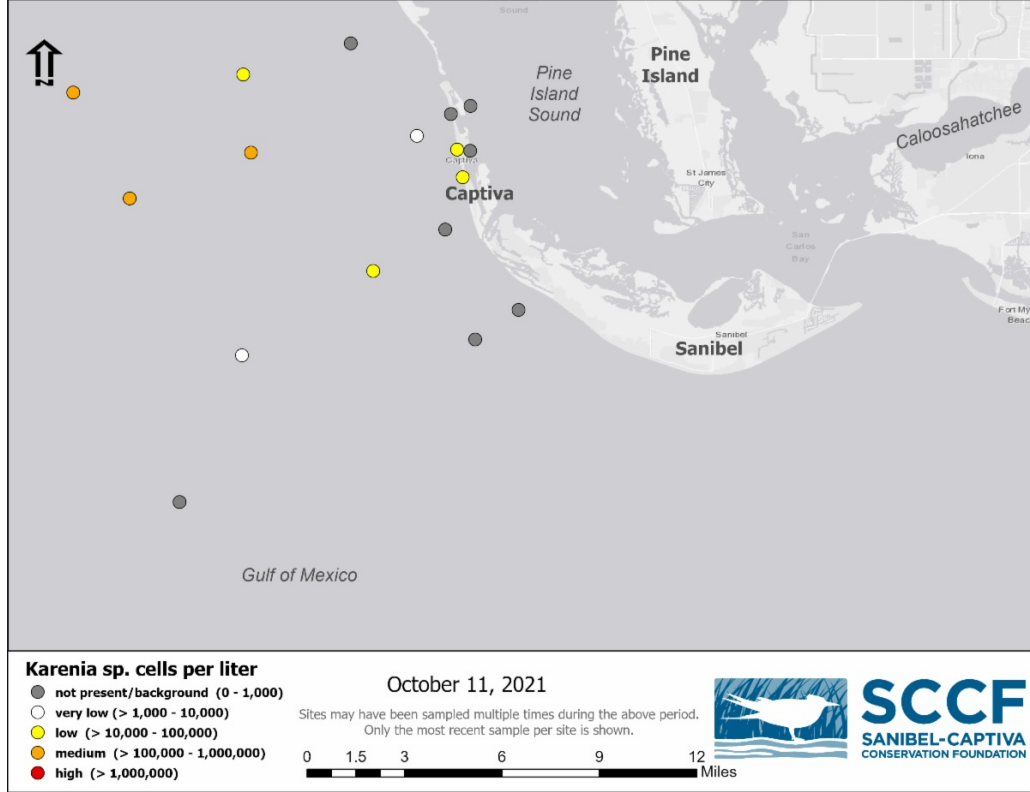 Sound
Pine
Island
Pine
Island
Sound
Caloosahatchee
Iona
St James
City
Captiva
Captiva
San
Carlos
Bay
Fort My
Beac
Sanibel
Sanibel
Gulf of Mexico
N
Karenia sp. cells per liter
not present/background (0 - 1,000)
very low (> 1,000 - 10,000)
low (> 10,000 - 100,000)
medium (> 100,000 - 1,000,000)
high (> 1,000,000)
October 11, 2021
Sites may have been sampled multiple times during the above period.
Only the most recent sample per site is shown.
0 1.5 3 6 9 12
Miles
SCCF
SANIBEL-CAPTIVA
CONSERVATION FOUNDATION